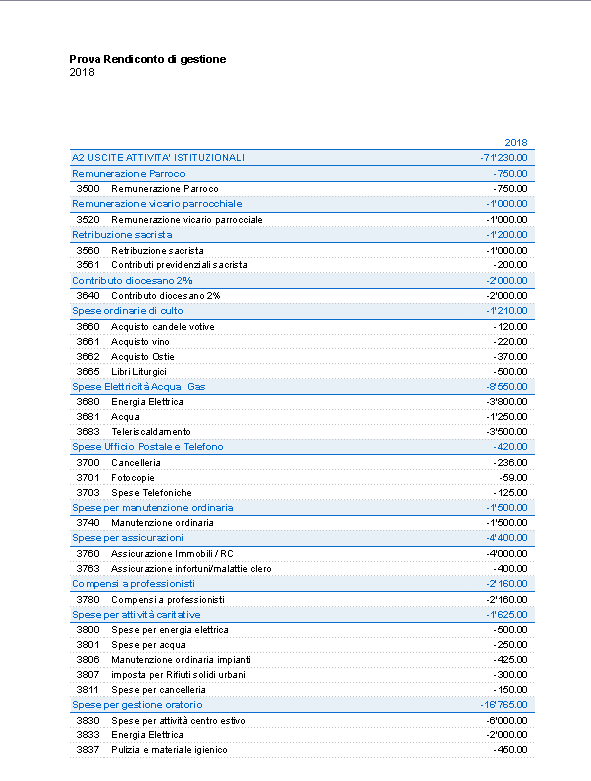 Prova Rendiconto di gestione
2018
2018
A2 USCITE ATTIVITA' ISTITUZIONALI -71'230.00
Remunerazione Parroco -750.00
3500 Remunerazione Parroco -750.00
Remunerazione vicario parrocchiale -1'000.00
3520 Remunerazione vicario parrocciale -1'000.00
Retribuzione sacrista -1'200.00
3560 Retribuzione sacrista -1'000.00
3561 Contributi previdenziali sacrista -200.00
Contributo diocesano 2% -2'000.00
3640 Contributo diocesano 2% -2'000.00
Spese ordinarie di culto -1'210.00
3660 Acquisto candele votive -120.00
3661 Acquisto vino -220.00
3662 Acquisto Ostie -370.00
3665 Libri Liturgici -500.00
Spese Elettricità Acqua Gas -8'550.00
3680 Energia Elettrica -3'800.00
3681 Acqua -1'250.00
3683 Teleriscaldamento -3'500.00
Spese Ufficio Postale e Telefono -420.00
3700 Cancelleria -236.00
3701 Fotocopie -59.00
3703 Spese Telefoniche -125.00
Spese per manutenzione ordinaria -1'500.00
3740 Manutenzione ordinaria -1'500.00
Spese per assicurazioni -4'400.00
3760 Assicurazione Immobili / RC -4'000.00
3763 Assicurazione infortuni/malattie clero -400.00
Compensi a professionisti -2'160.00
3780 Compensi a professionisti -2'160.00
Spese per attività caritative -1'625.00
3800 Spese per energia elettrica -500.00
3801 Spese per acqua -250.00
3806 Manutenzione ordinaria impianti -425.00
3807 imposta per Rifiuti solidi urbani -300.00
3811 Spese per cancelleria -150.00
Spese per gestione oratorio -16'765.00
3830 Spese per attività centro estivo -6'000.00
3833 Energia Elettrica -2'000.00
3837 Pulizia e materiale igienico -450.00